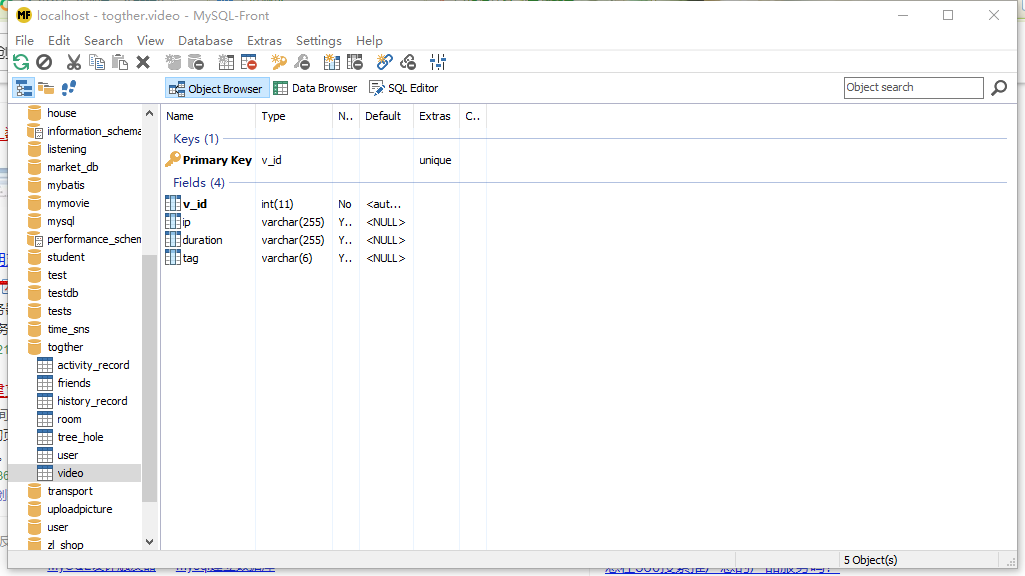 localhost - togther.video - MySQL-Front
File Edit Search View Database Extras Settings Help
Object Browser Data Browser SQL Editor Object search
house
information_schema
listening
market_db
mybatis
mymovie
mysql
performance_schem
student
test
testdb
tests
time_sns
togther
activity_record
friends
history_record
room
tree_hole
user
video
transport
uploadpicture
user
zl_shop
Name Type N.. Default Extras C..
Keys (1)
Primary Key v_id unique
Fields (4)
v_id int(11) No <aut...
ip varchar(255) Y.. <NULL>
duration varchar(255) Y.. <NULL>
tag varchar(6) Y.. <NULL>
5 Object(s)